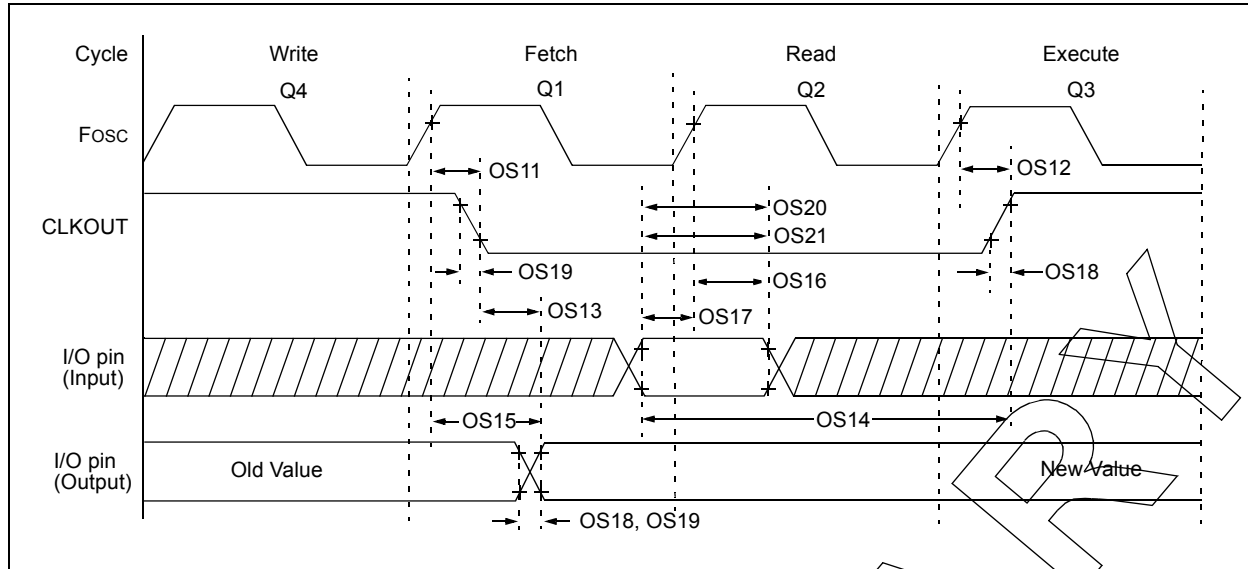 Cycle Write Fetch Read Execute
Q4 Q1 Q2 Q3
FOSC
OS11 OS12
CLKOUT
OS20
OS21
OS19 OS18
OS16
OS13 OS17
I/O pin
(Input)
OS15 OS14
I/O pin
(Output)
Old Value New Value
OS18, OS19